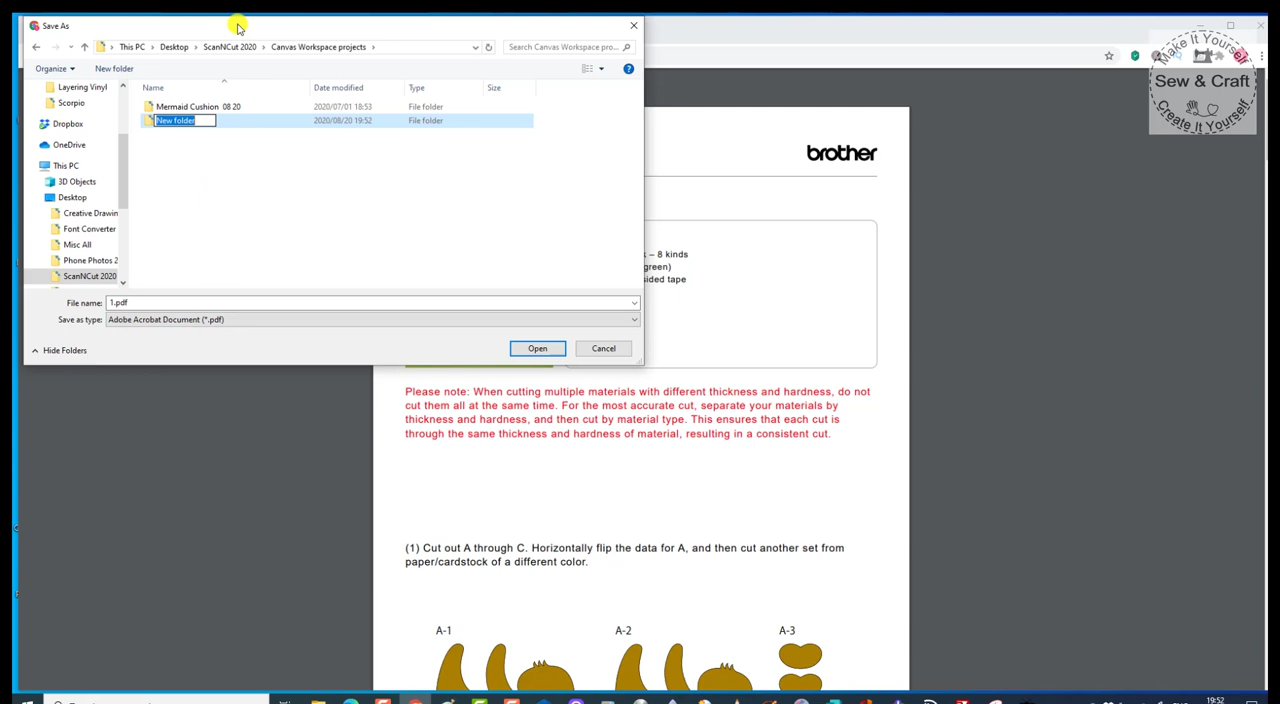 Save As
This PC > Desktop > ScanNCut 2020 > Canvas Workspace projects >
Search Canvas Workspace pro...
Organize
New folder
Name
Date modified
Type
Size
Layering Vinyl
Scorpio
Dropbox
OneDrive
This PC
3D Objects
Desktop
Creative Drawin
Font Converter
Misc All
Phone Photos 2
ScanNCut 2020
Mermaid Cushion 08 20
2020/07/01 18:53
File folder
New folder
2020/08/20 19:52
File folder
File name:
1.pdf
Save as type:
Adobe Acrobat Document (*.pdf)
Hide Folders
Open
Cancel
Make It Yourself
Sew & Craft
Create It Yourself
brother
– 8 kinds
green)
sided tape
Please note: When cutting multiple materials with different thickness and hardness, do not
cut them all at the same time. For the most accurate cut, separate your materials by
thickness and hardness, and then cut by material type. This ensures that each cut is
through the same thickness and hardness of material, resulting in a consistent cut.
(1) Cut out A through C. Horizontally flip the data for A, and then cut another set from
paper/cardstock of a different color.
A-1
A-2
A-3
19:52